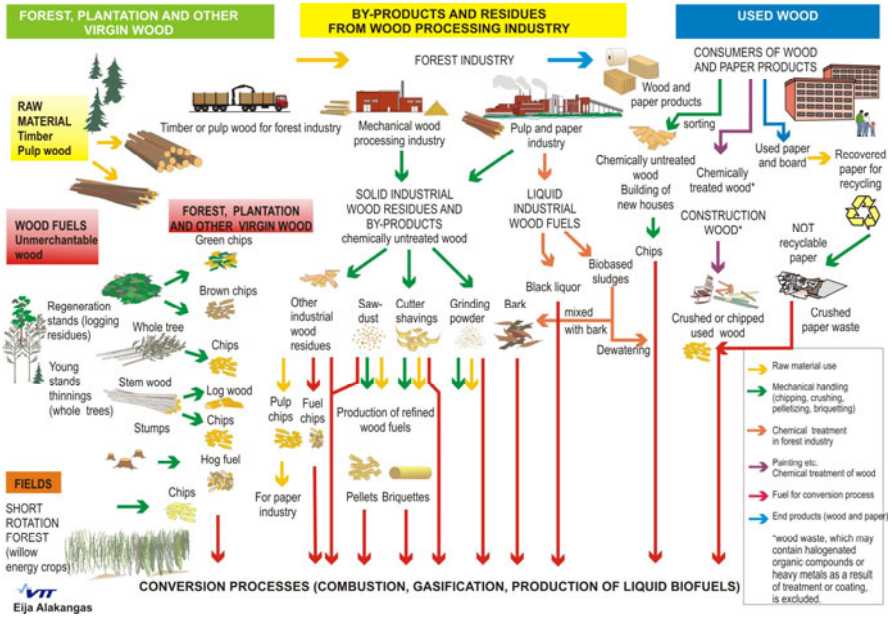 FOREST, PLANTATION AND OTHER
VIRGIN WOOD
BY-PRODUCTS AND RESIDUES
FROM WOOD PROCESSING INDUSTRY
USED WOOD
RAW
MATERIAL
Timber
Pulp wood
Timber or pulp wood for forest industry
FOREST INDUSTRY
Mechanical wood
processing industry
Pulp and paper
industry
Wood and
paper products
CONSUMERS OF WOOD
AND PAPER PRODUCTS
sorting
Chemically untreated
wood
Building of
new houses
Chemically
treated wood*
Used paper
and board
Recovered
paper for
recycling
WOOD FUELS
Unmerchantable
wood
FOREST, PLANTATION
AND OTHER. VIRGIN WOOD
Green chips
Brown chips
Regeneration
stands (logging
residues)
Whole tree
Chips
Young
stands
thinnings
(whole trees)
Stem wood
Log wood
Chips
Stumps
Hog fuel
FIELDS
SHORT
ROTATION
FOREST
(willow
energy crops)
Chips
SOLID INDUSTRIAL
WOOD RESIDUES AND
BY-PRODUCTS
chemically untreated wood
LIQUID
INDUSTRIAL
WOOD FUELS
Other
industrial
wood
residues
Saw-
dust
Cutter
shavings
Grinding
powder
Bark
Black liquor
Biobased
sludges
mixed
with bark
Dewatering
Pulp
chips
Fuel
chips
For paper
industry
Production of refined
wood fuels
Pellets
Briquettes
Chips
CONSTRUCTION
WOOD*
NOT
recyclable
paper
Crushed or chipped
used wood
Crushed
paper waste
Raw material use
Mechanical handling
(chipping, crushing,
pelletizing, briquetting)
Chemical treatment
in forest industry
Painting etc.
Chemical treatment of wood
Fuel for conversion process
End products (wood and paper)
*wood waste, which may
contain halogenated
organic compounds or
heavy metals as a result
of treatment or coating,
is excluded.
CONVERSION PROCESSES (COMBUSTION, GASIFICATION, PRODUCTION OF LIQUID BIOFUELS)
VTT
Eija Alakangas